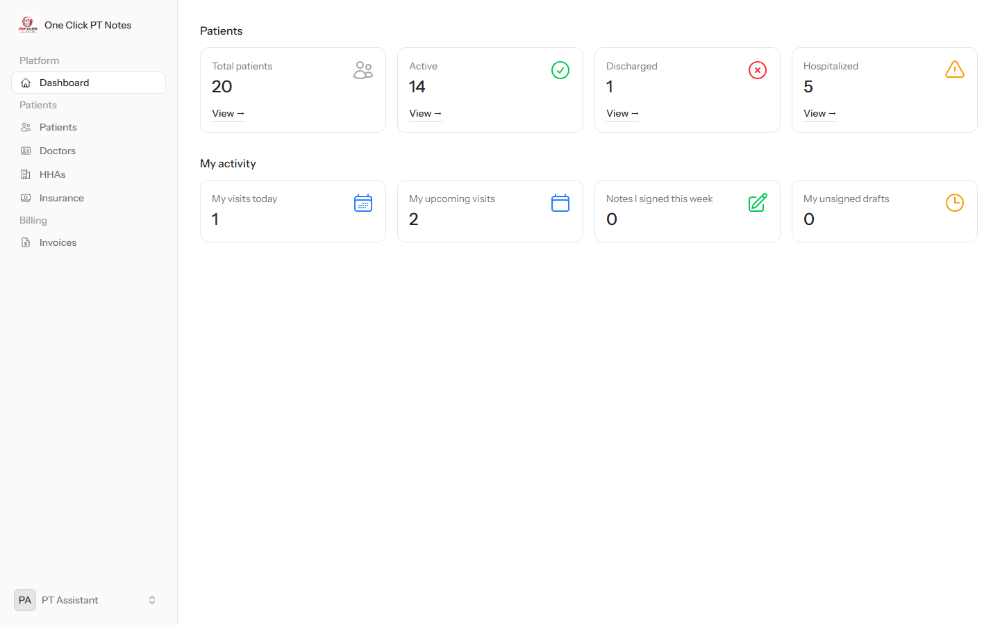 ONE CLICK
One Click PT Notes
Platform
Dashboard
Patients
Patients
Doctors
HHAs
Insurance
Billing
Invoices
PA PT Assistant
Patients
Total patients
20
View →
Active
14
View →
Discharged
1
View →
Hospitalized
5
View →
My activity
My visits today
1
My upcoming visits
2
Notes I signed this week
0
My unsigned drafts
0